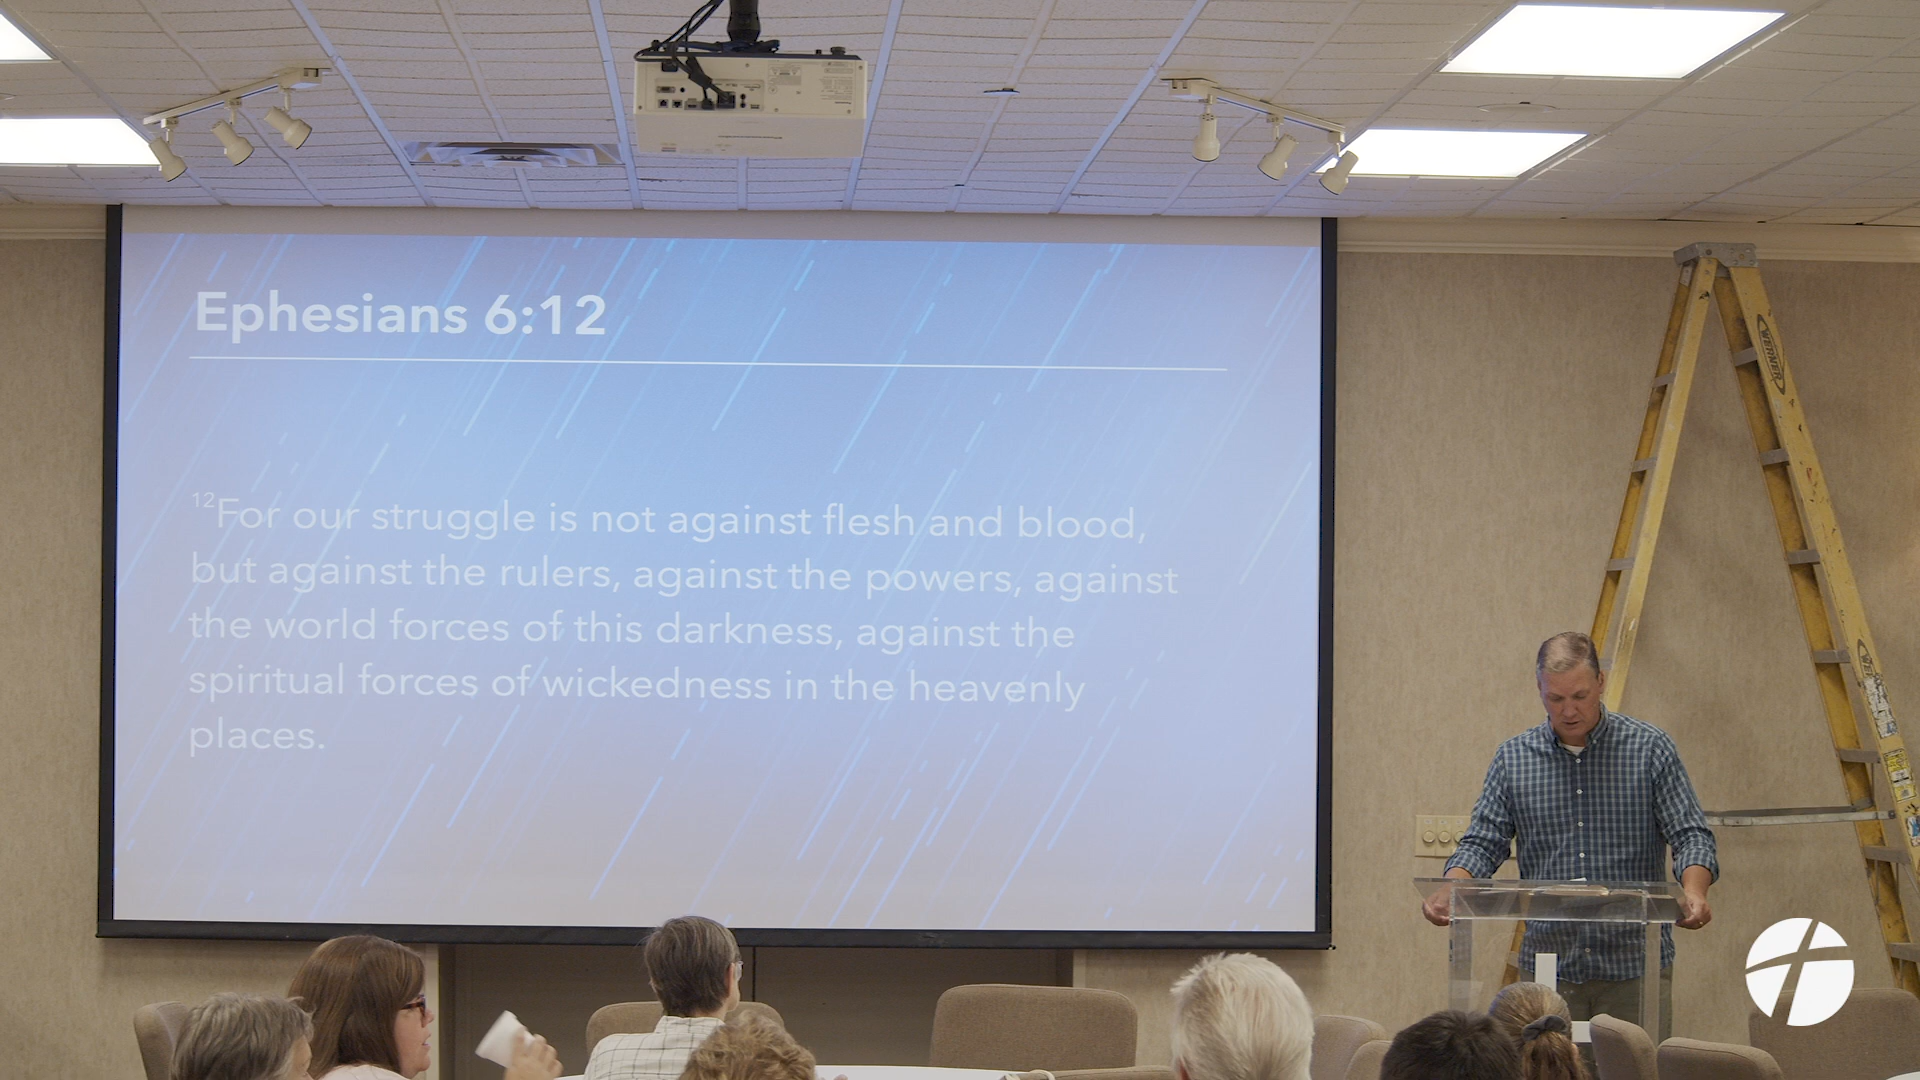 Ephesians 6:12
12For our struggle is not against flesh and blood,
but against the rulers, against the powers, against
the world forces of this darkness, against the
spiritual forces of wickedness in the heavenly
places.
WERNER